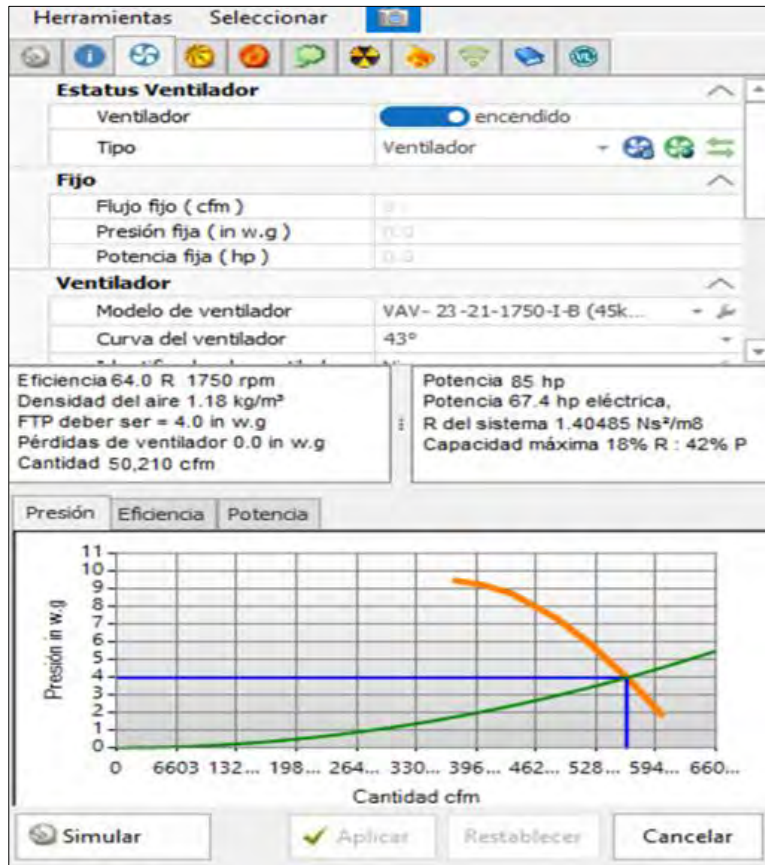 Herramientas Seleccionar
Estatus Ventilador
Ventilador encendido
Tipo Ventilador
Fijo
Flujo fijo ( cfm )
Presión fija ( in w.g )
Potencia fija ( hp )
Ventilador
Modelo de ventilador VAV- 23 -21-1750-I-B (45k...
Curva del ventilador 43º
Eficiencia 64.0 R 1750 rpm
Densidad del aire 1.18 kg/m³
FTP deber ser = 4.0 in w.g
Pérdidas de ventilador 0.0 in w.g
Cantidad 50,210 cfm
Potencia 85 hp
Potencia 67.4 hp eléctrica,
R del sistema 1.40485 Ns²/m8
Capacidad máxima 18% R : 42% P
Presión Eficiencia Potencia
Presión in w.g
11
10
9
8
7
6
5
4
3
2
1
0
0 6603 132... 198... 264... 330... 396... 462... 528... 594... 660...
Cantidad cfm
Simular Aplicar Restablecer Cancelar